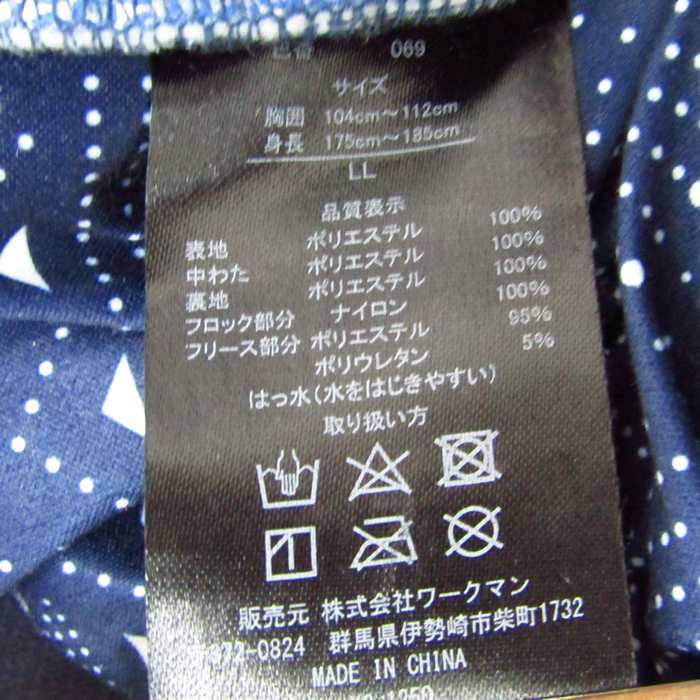 色番 069
サイズ
胸囲 104cm~112cm
身長 175cm~185cm
LL
品質表示
表地 ポリエステル 100%
中わた ポリエステル 100%
裏地 ポリエステル 100%
フロック部分 ナイロン 100%
フリース部分 ポリエステル 95%
ポリウレタン 5%
はっ水(水をはじきやすい)
取り扱い方
販売元 株式会社ワークマン
〒372-0824 群馬県伊勢崎市柴町1732
MADE IN CHINA